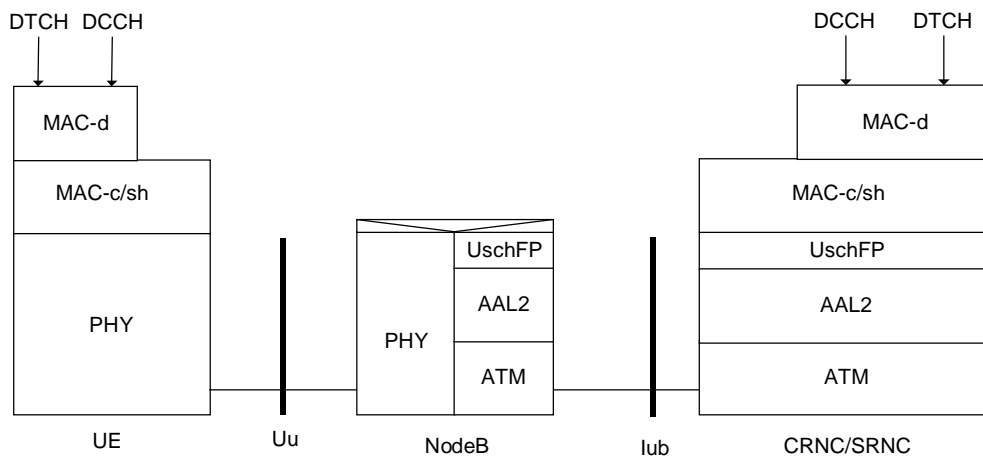 DTCH DCCH
DCCH DTCH
MAC-d
MAC-d
MAC-c/sh
MAC-c/sh
UschFP
UschFP
PHY
PHY
AAL2
AAL2
ATM
ATM
UE
Uu
NodeB
Iub
CRNC/SRNC